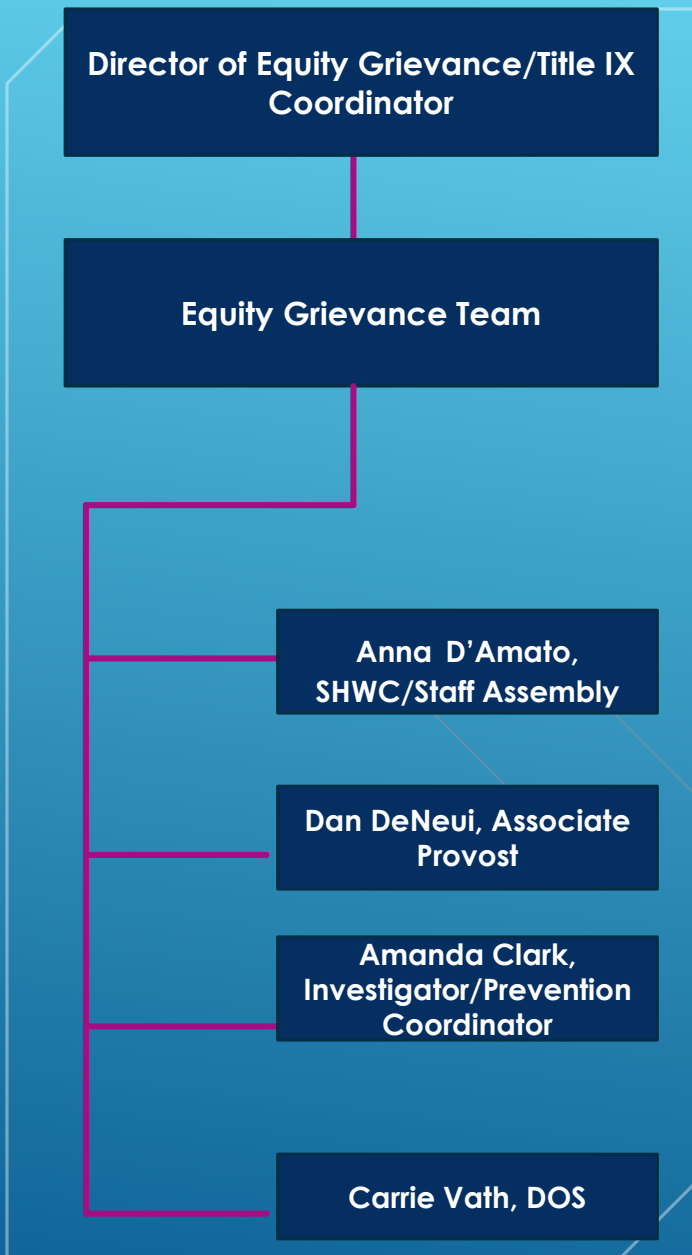 Director of Equity Grievance/Title IX
Coordinator
Equity Grievance Team
Anna D’Amato,
SHWC/Staff Assembly
Dan DeNeui, Associate
Provost
Amanda Clark,
Investigator/Prevention
Coordinator
Carrie Vath, DOS